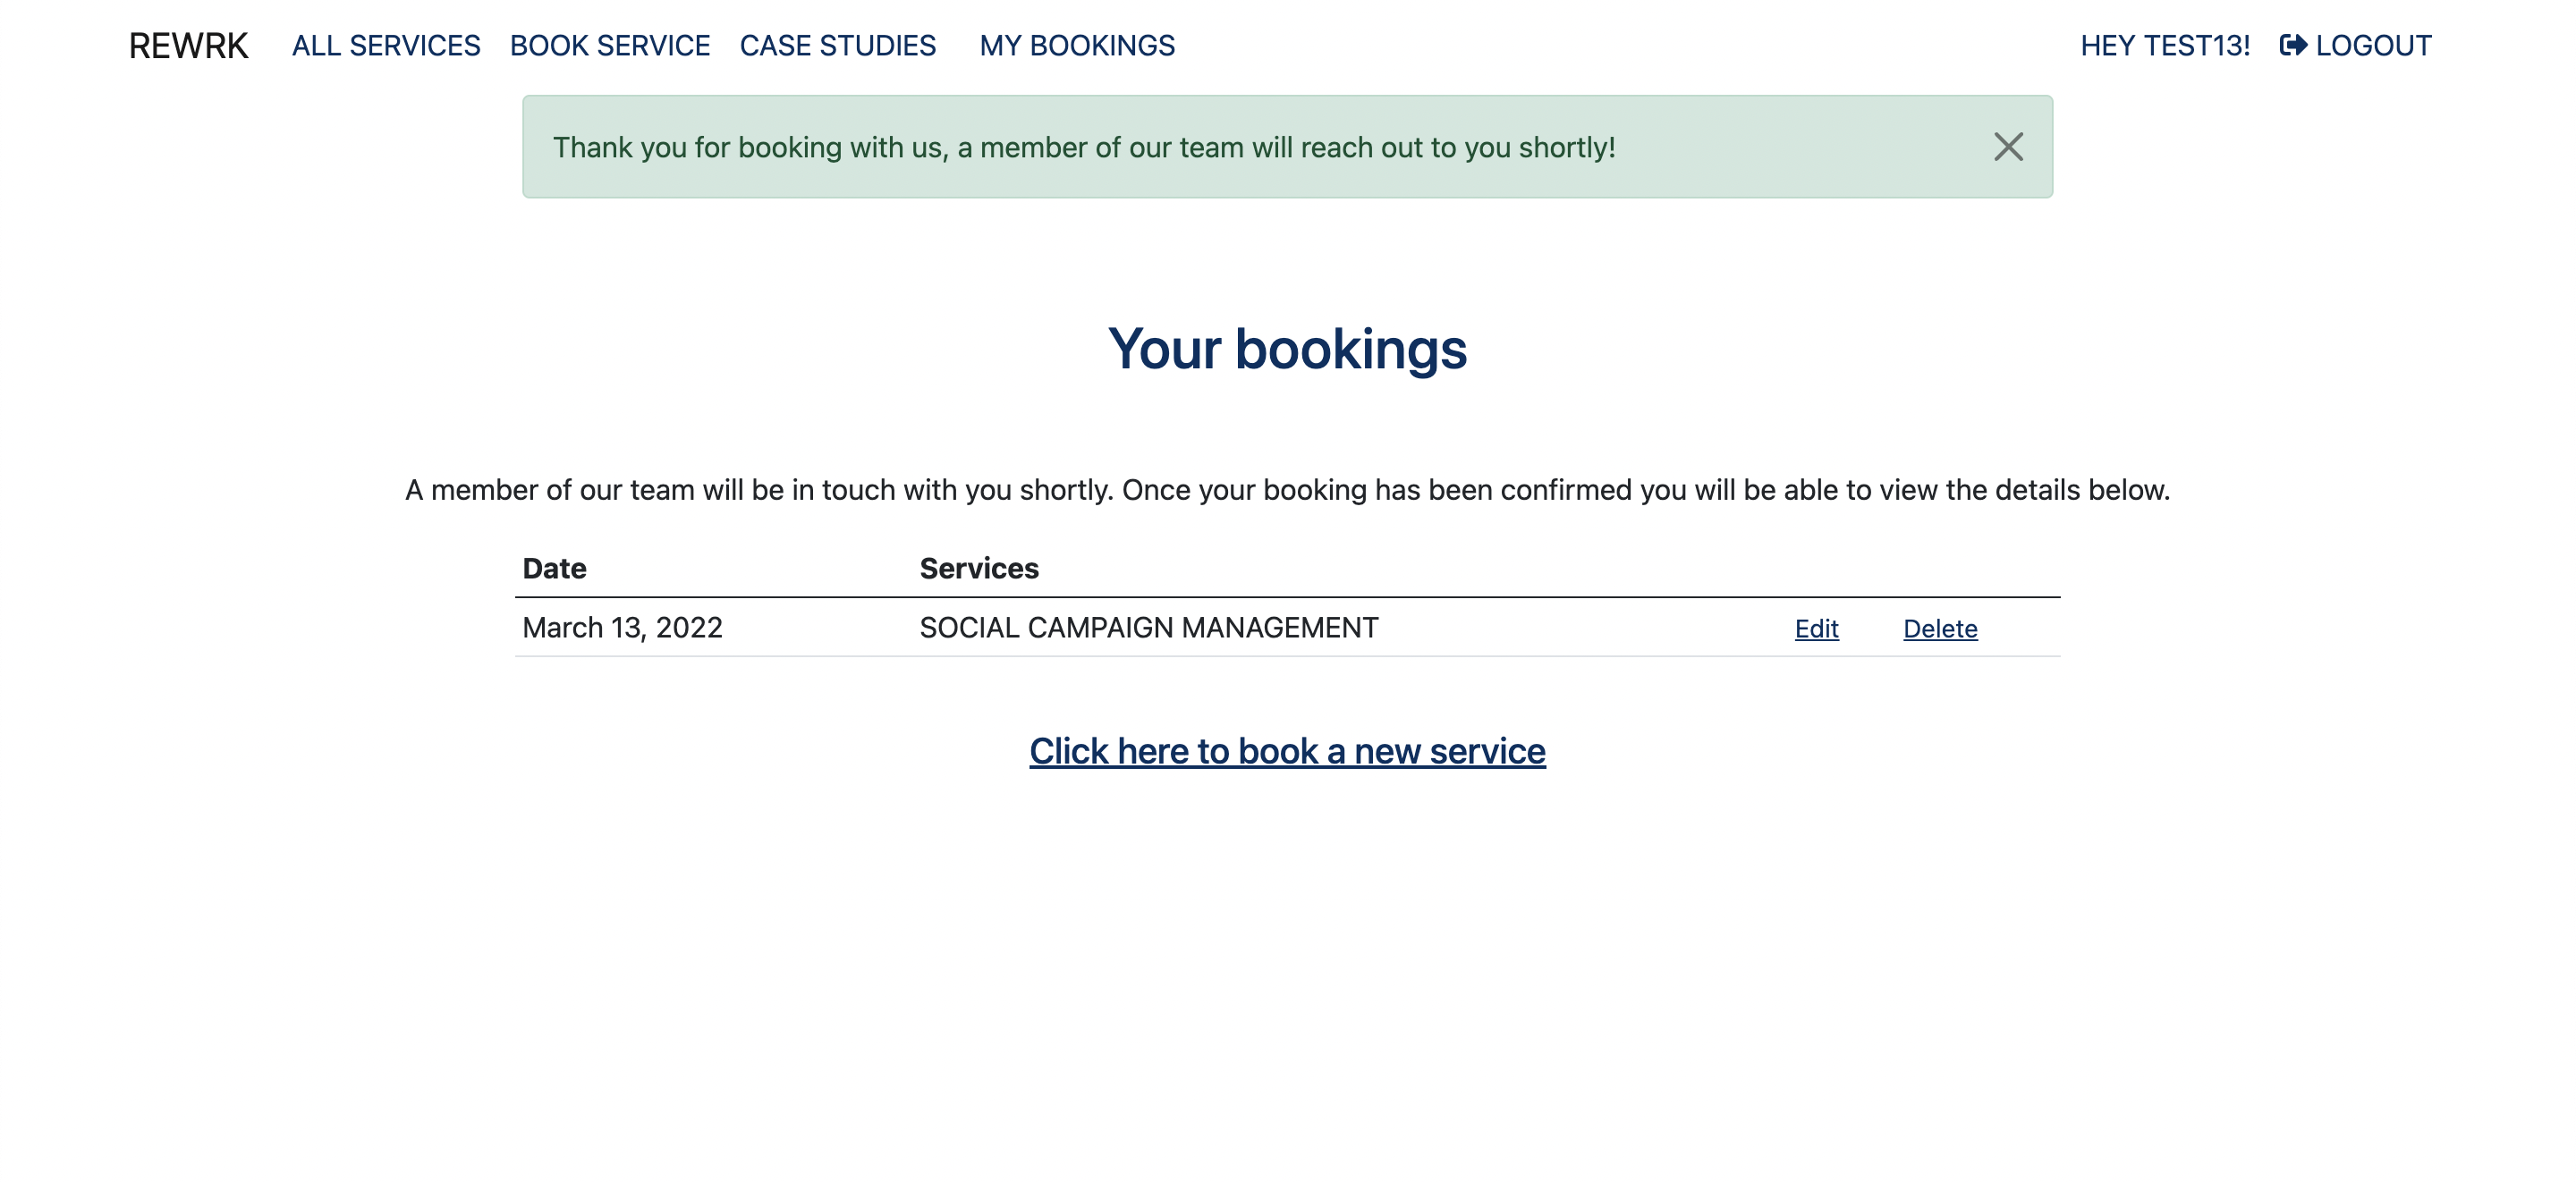 REWRK ALL SERVICES BOOK SERVICE CASE STUDIES MY BOOKINGS HEY TEST13! LOGOUT
Thank you for booking with us, a member of our team will reach out to you shortly!
Your bookings
A member of our team will be in touch with you shortly. Once your booking has been confirmed you will be able to view the details below.
Date Services
March 13, 2022 SOCIAL CAMPAIGN MANAGEMENT Edit Delete
Click here to book a new service